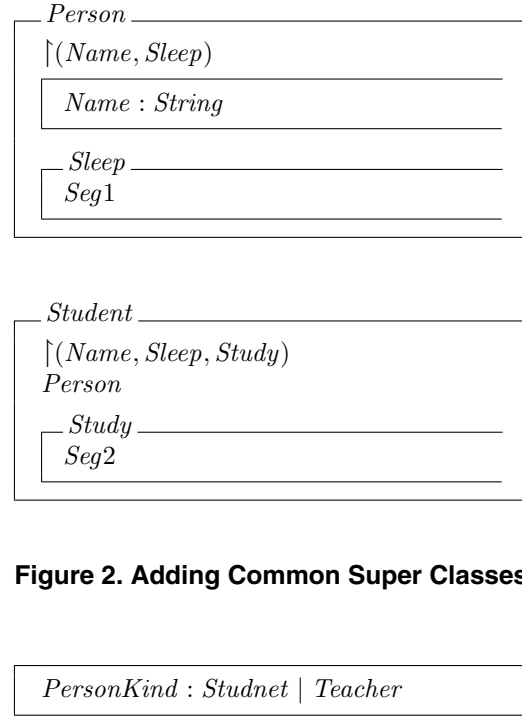 Person
↾(Name, Sleep)
Name : String
Sleep
Seg1
Student
↾(Name, Sleep, Study)
Person
Study
Seg2
Figure 2. Adding Common Super Classes
PersonKind : Studnet | Teacher